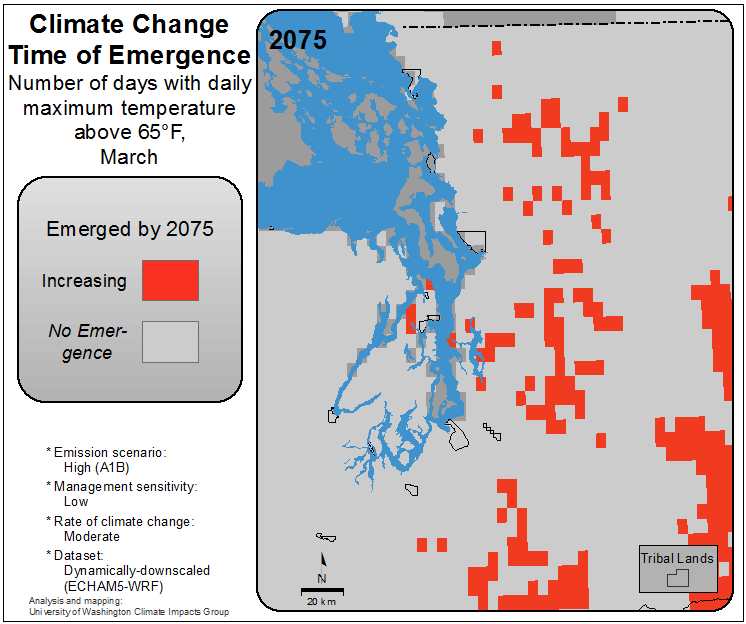 Climate Change
Time of Emergence
Number of days with daily
maximum temperature
above 65°F,
March
Emerged by 2075
Increasing
No Emer-
gence
* Emission scenario:
High (A1B)
* Management sensitivity:
Low
* Rate of climate change:
Moderate
* Dataset:
Dynamically-downscaled
(ECHAM5-WRF)
Analysis and mapping:
University of Washington Climate Impacts Group
2075
N
20 km
Tribal Lands